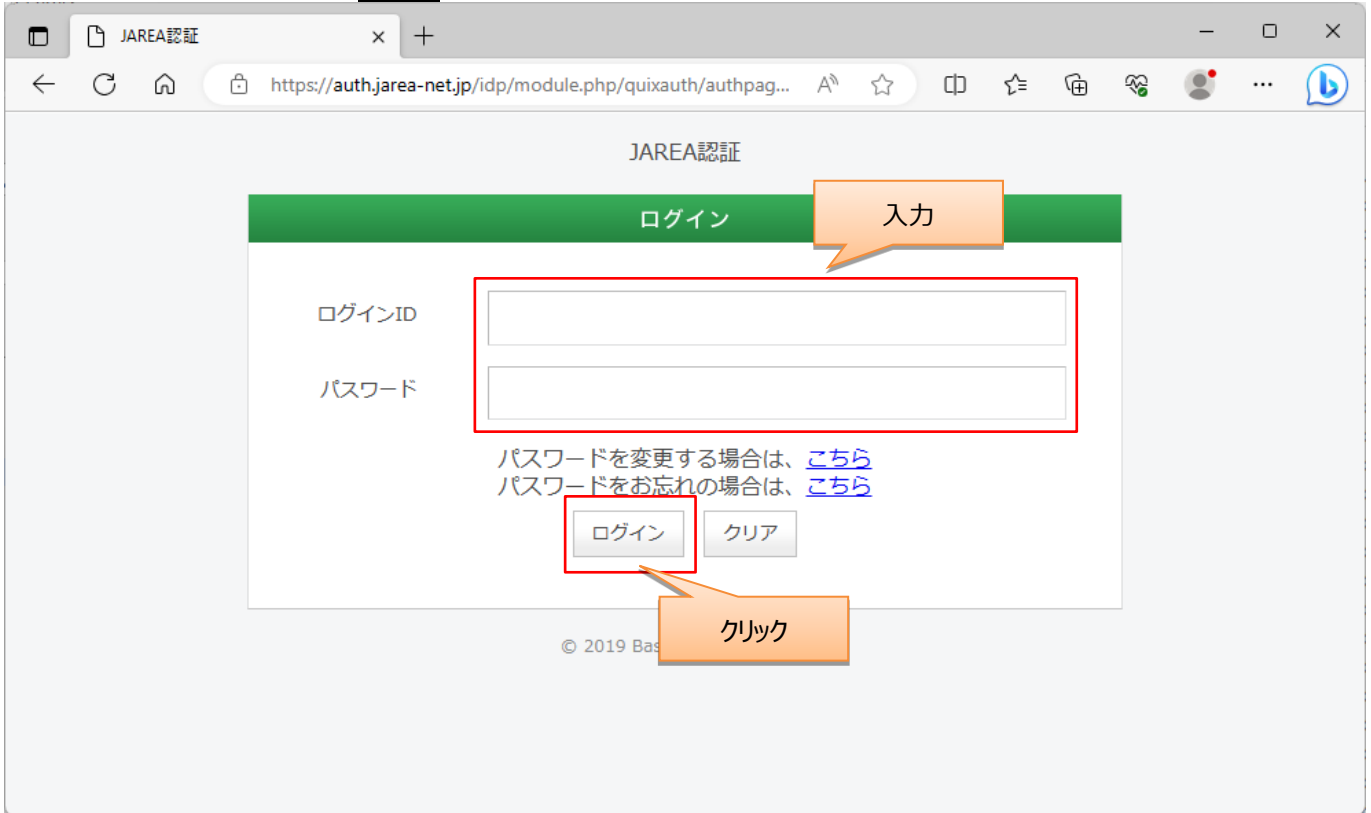 JAREA認証
https://auth.jarea-net.jp/idp/module.php/quixauth/authpag...
JAREA認証
ログイン
入力
ログインID
パスワード
パスワードを変更する場合は、こちら
パスワードをお忘れの場合は、こちら
ログイン クリア
クリック
© 2019